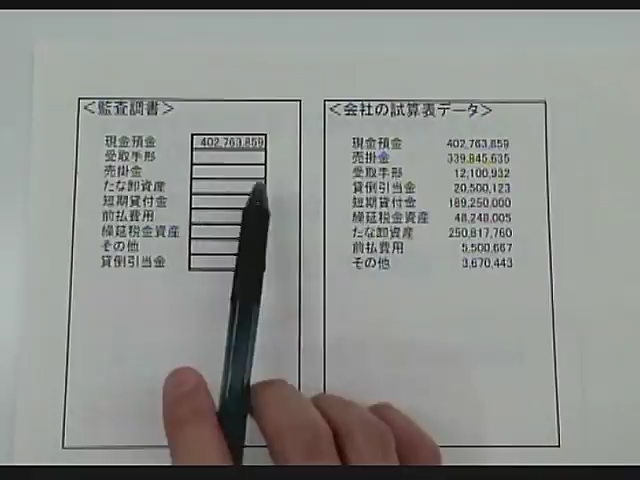 ＜監査調書＞
現金預金 402,763,859
受取手形
売掛金
たな卸資産
短期貸付金
前払費用
繰延税金資産
その他
貸倒引当金
＜会社の試算表データ＞
現金預金 402,763,859
売掛金 339,845,635
受取手形 12,100,932
貸倒引当金 20,500,123
短期貸付金 189,250,000
繰延税金資産 48,248,005
たな卸資産 250,817,760
前払費用 5,500,667
その他 3,670,443